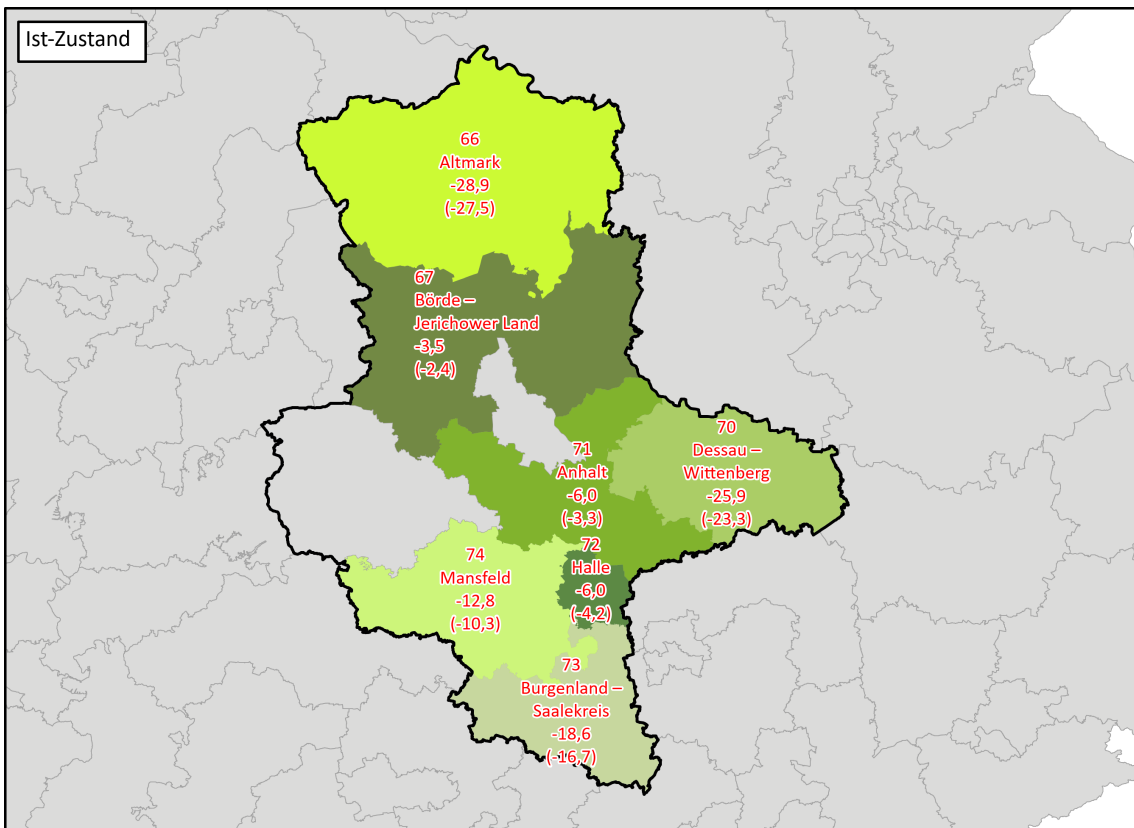 Ist-Zustand
66
Altmark
-28,9
(-27,5)
67
Börde –
Jerichower Land
-3,5
(-2,4)
70
Dessau –
Wittenberg
-25,9
(-23,3)
71
Anhalt
-6,0
(-3,3)
72
Halle
-6,0
(-4,2)
74
Mansfeld
-12,8
(-10,3)
73
Burgenland –
Saalekreis
-18,6
(-16,7)